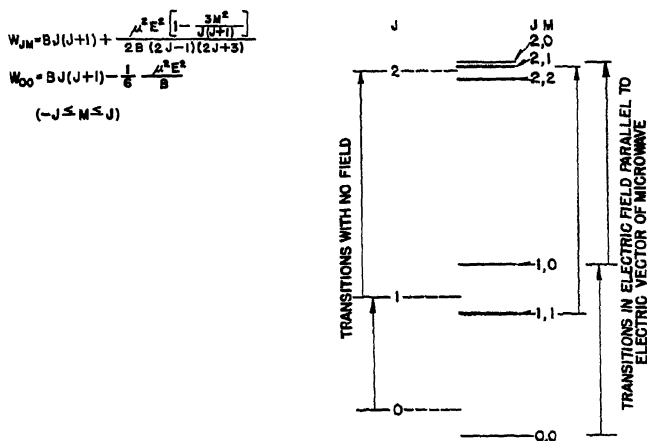 W_JM = BJ(J+1) + μ²E² [1 - 3M²/J(J+1)] / 2B (2J-1)(2J+3)
W_00 = BJ(J+1) - 1/6 μ²E²/B
(-J ≤ M ≤ J)
J
2
1
0
J M
2,0
2,1
2,2
1,0
1,1
0,0
TRANSITIONS WITH NO FIELD
TRANSITIONS IN ELECTRIC FIELD PARALLEL TO
ELECTRIC VECTOR OF MICROWAVE